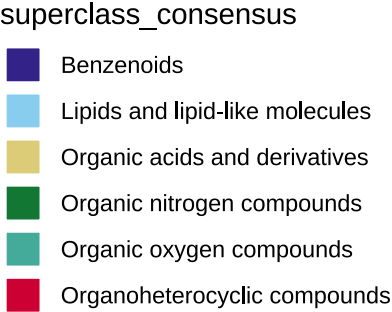 superclass_consensus
Benzenoids
Lipids and lipid-like molecules
Organic acids and derivatives
Organic nitrogen compounds
Organic oxygen compounds
Organoheterocyclic compounds